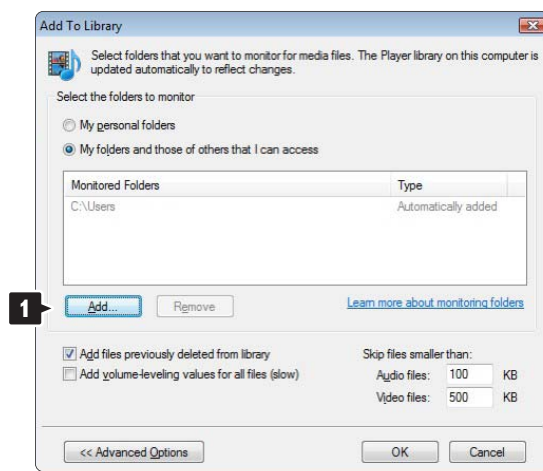 Add To Library
Select folders that you want to monitor for media files. The Player library on this computer is
updated automatically to reflect changes.
Select the folders to monitor
My personal folders
My folders and those of others that I can access
Monitored Folders Type
C:\Users Automatically added
1 Add... Remove Learn more about monitoring folders
Add files previously deleted from library Skip files smaller than:
Add volume-leveling values for all files (slow) Audio files: 100 KB
Video files: 500 KB
<< Advanced Options OK Cancel